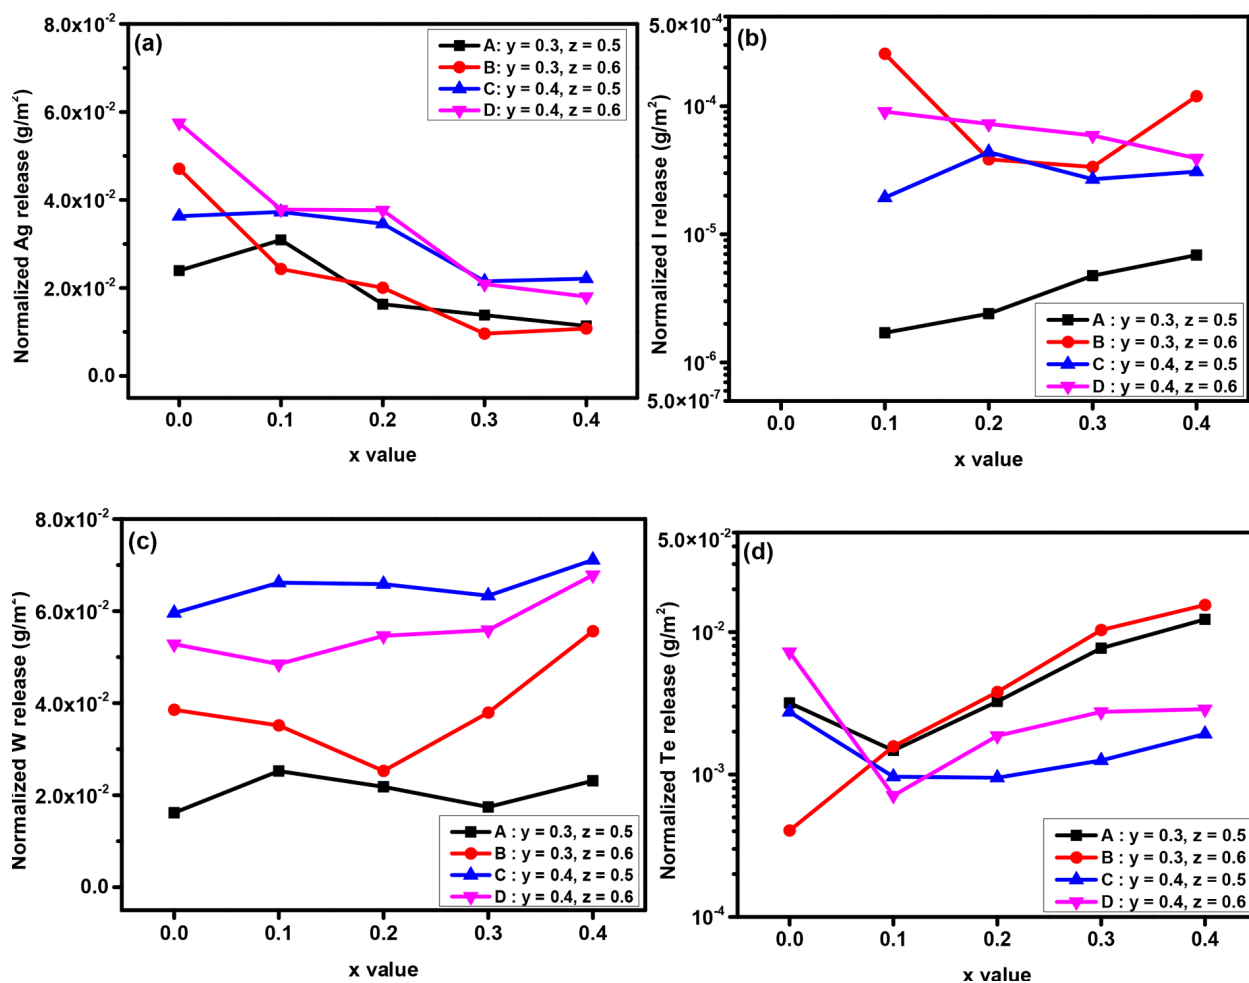 (a)
A: y = 0.3, z = 0.5
B: y = 0.3, z = 0.6
C: y = 0.4, z = 0.5
D: y = 0.4, z = 0.6
8.0x10⁻²
6.0x10⁻²
4.0x10⁻²
2.0x10⁻²
0.0
Normalized Ag release (g/m²)
0.0 0.1 0.2 0.3 0.4
x value
(b)
5.0×10⁻⁴
10⁻⁴
10⁻⁵
10⁻⁶
5.0×10⁻⁷
Normalized I release (g/m²)
A : y = 0.3, z = 0.5
B : y = 0.3, z = 0.6
C : y = 0.4, z = 0.5
D : y = 0.4, z = 0.6
0.0 0.1 0.2 0.3 0.4
x value
(c)
8.0x10⁻²
6.0x10⁻²
4.0x10⁻²
2.0x10⁻²
0.0
Normalized W release (g/m²)
A : y = 0.3, z = 0.5
B : y = 0.3, z = 0.6
C : y = 0.4, z = 0.5
D : y = 0.4, z = 0.6
0.0 0.1 0.2 0.3 0.4
x value
(d)
5.0×10⁻²
10⁻²
10⁻³
10⁻⁴
Normalized Te release (g/m²)
A : y = 0.3, z = 0.5
B : y = 0.3, z = 0.6
C : y = 0.4, z = 0.5
D : y = 0.4, z = 0.6
0.0 0.1 0.2 0.3 0.4
x value